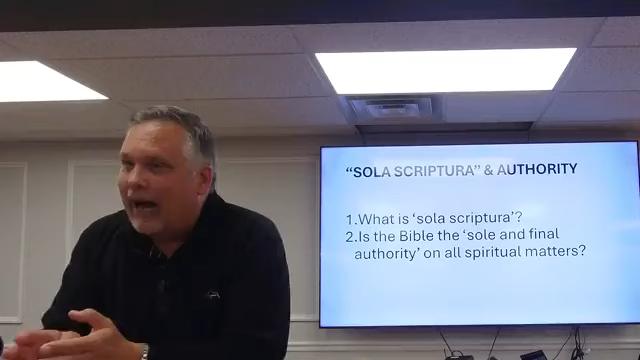 “SOLA SCRIPTURA” & AUTHORITY
1.What is ‘sola scriptura’?
2.Is the Bible the ‘sole and final
authority’ on all spiritual matters?